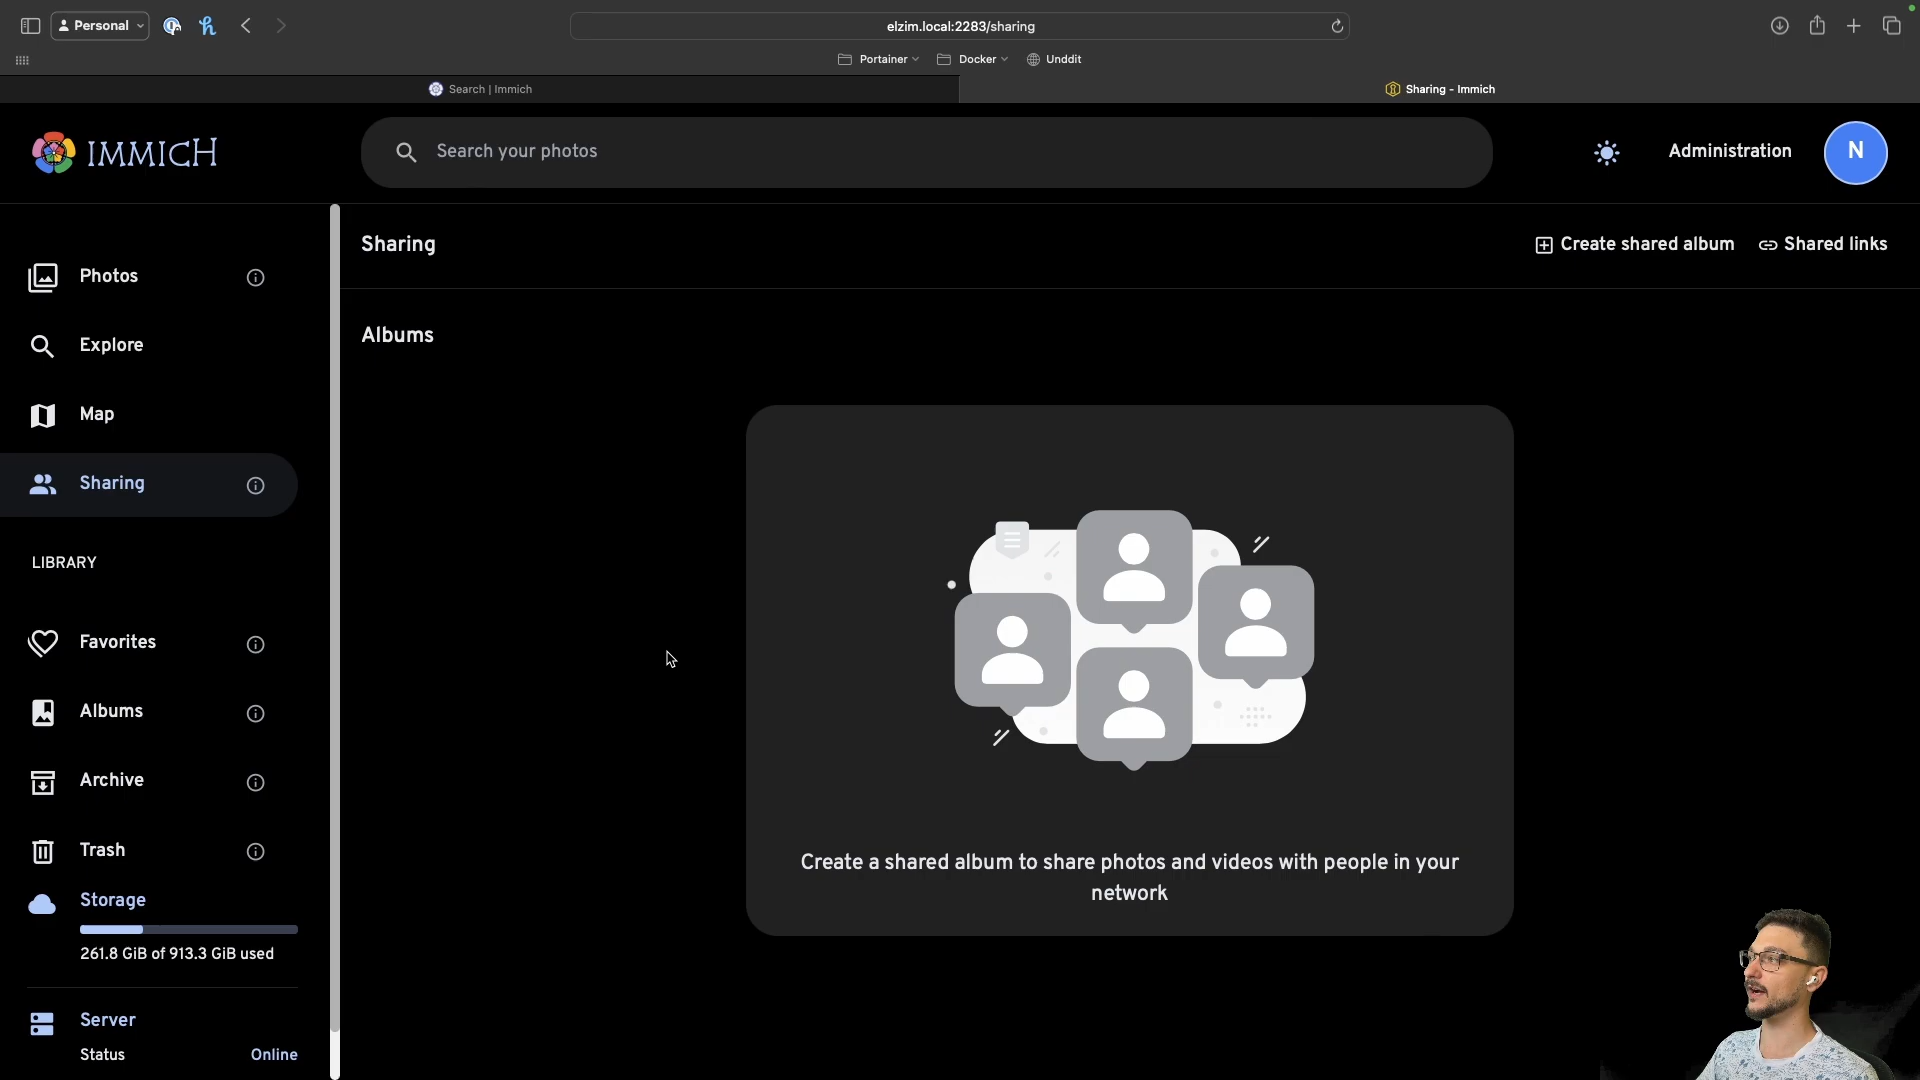 Personal
elzim.local:2283/sharing
Portainer
Docker
Unddit
Search | Immich
Sharing - Immich
IMMICH
Search your photos
Administration
N
Sharing
Create shared album
Shared links
Photos
Explore
Map
Sharing
LIBRARY
Favorites
Albums
Archive
Trash
Storage
261.8 GiB of 913.3 GiB used
Server
Status
Online
Albums
Create a shared album to share photos and videos with people in your
network